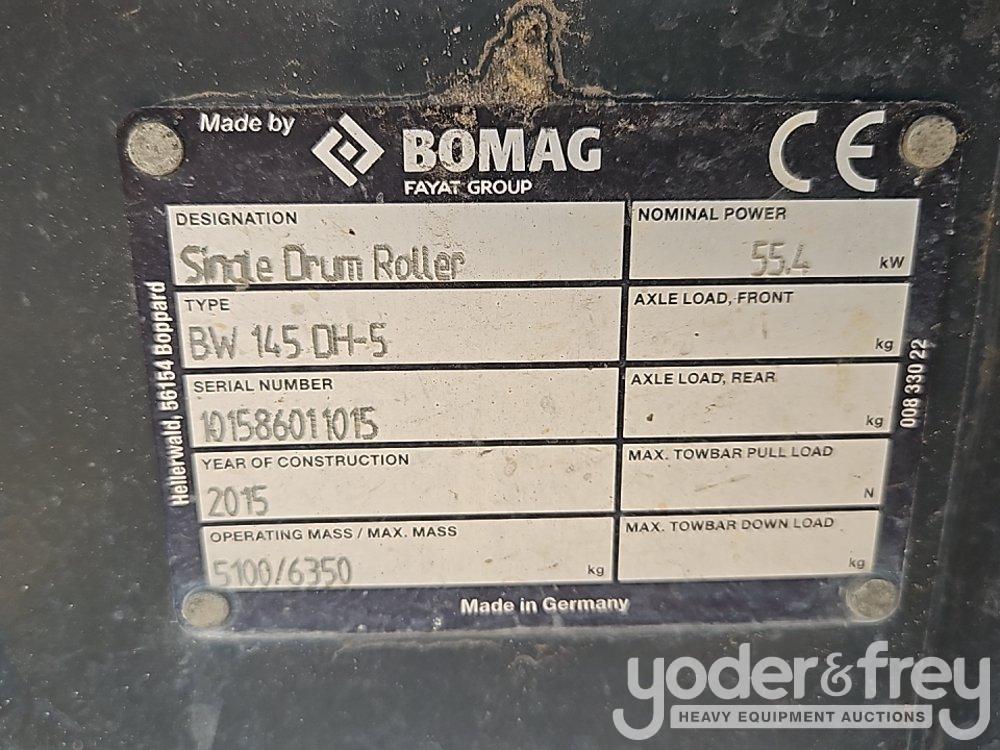 Made by
BOMAG
FAYAT GROUP
CE
DESIGNATION
Single Drum Roller
NOMINAL POWER
55.4 kW
TYPE
BW 145 DH-5
AXLE LOAD, FRONT
kg
SERIAL NUMBER
101586011015
AXLE LOAD, REAR
kg
YEAR OF CONSTRUCTION
2015
MAX. TOWBAR PULL LOAD
N
OPERATING MASS / MAX. MASS
5100/6350 kg
MAX. TOWBAR DOWN LOAD
kg
Hellerwald, 56154 Boppard
008 330 22
Made in Germany
yoder&frey
HEAVY EQUIPMENT AUCTIONS